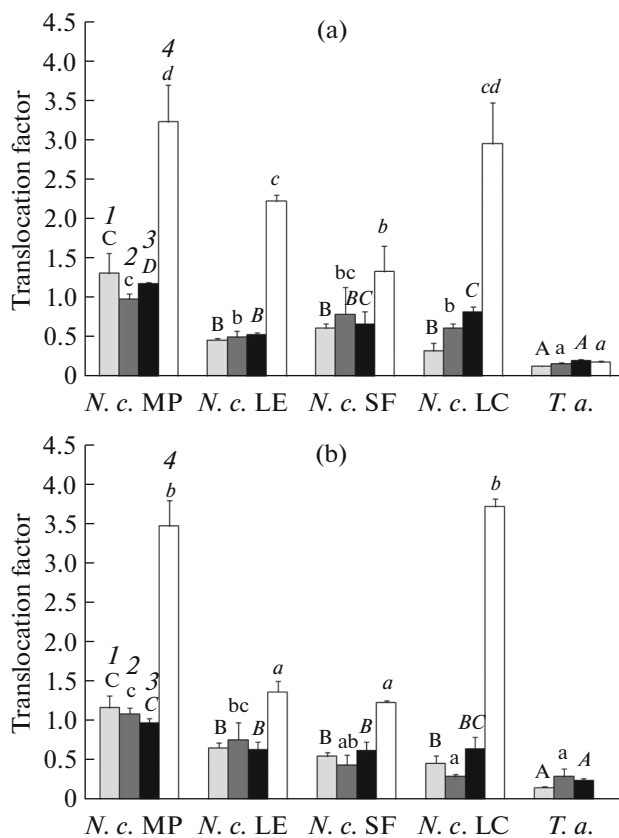 (a)
Translocation factor
4.5
4.0
3.5
3.0
2.5
2.0
1.5
1.0
0.5
0
1
C
2
c
3
D
4
d
B
b
B
c
B
bc
BC
b
B
b
C
cd
A
a
A
a
N. c. MP N. c. LE N. c. SF N. c. LC T. a.
(b)
Translocation factor
4.5
4.0
3.5
3.0
2.5
2.0
1.5
1.0
0.5
0
1
C
2
c
3
C
4
b
B
bc
B
a
B
ab
B
a
B
a
BC
b
A
a
A
N. c. MP N. c. LE N. c. SF N. c. LC T. a.